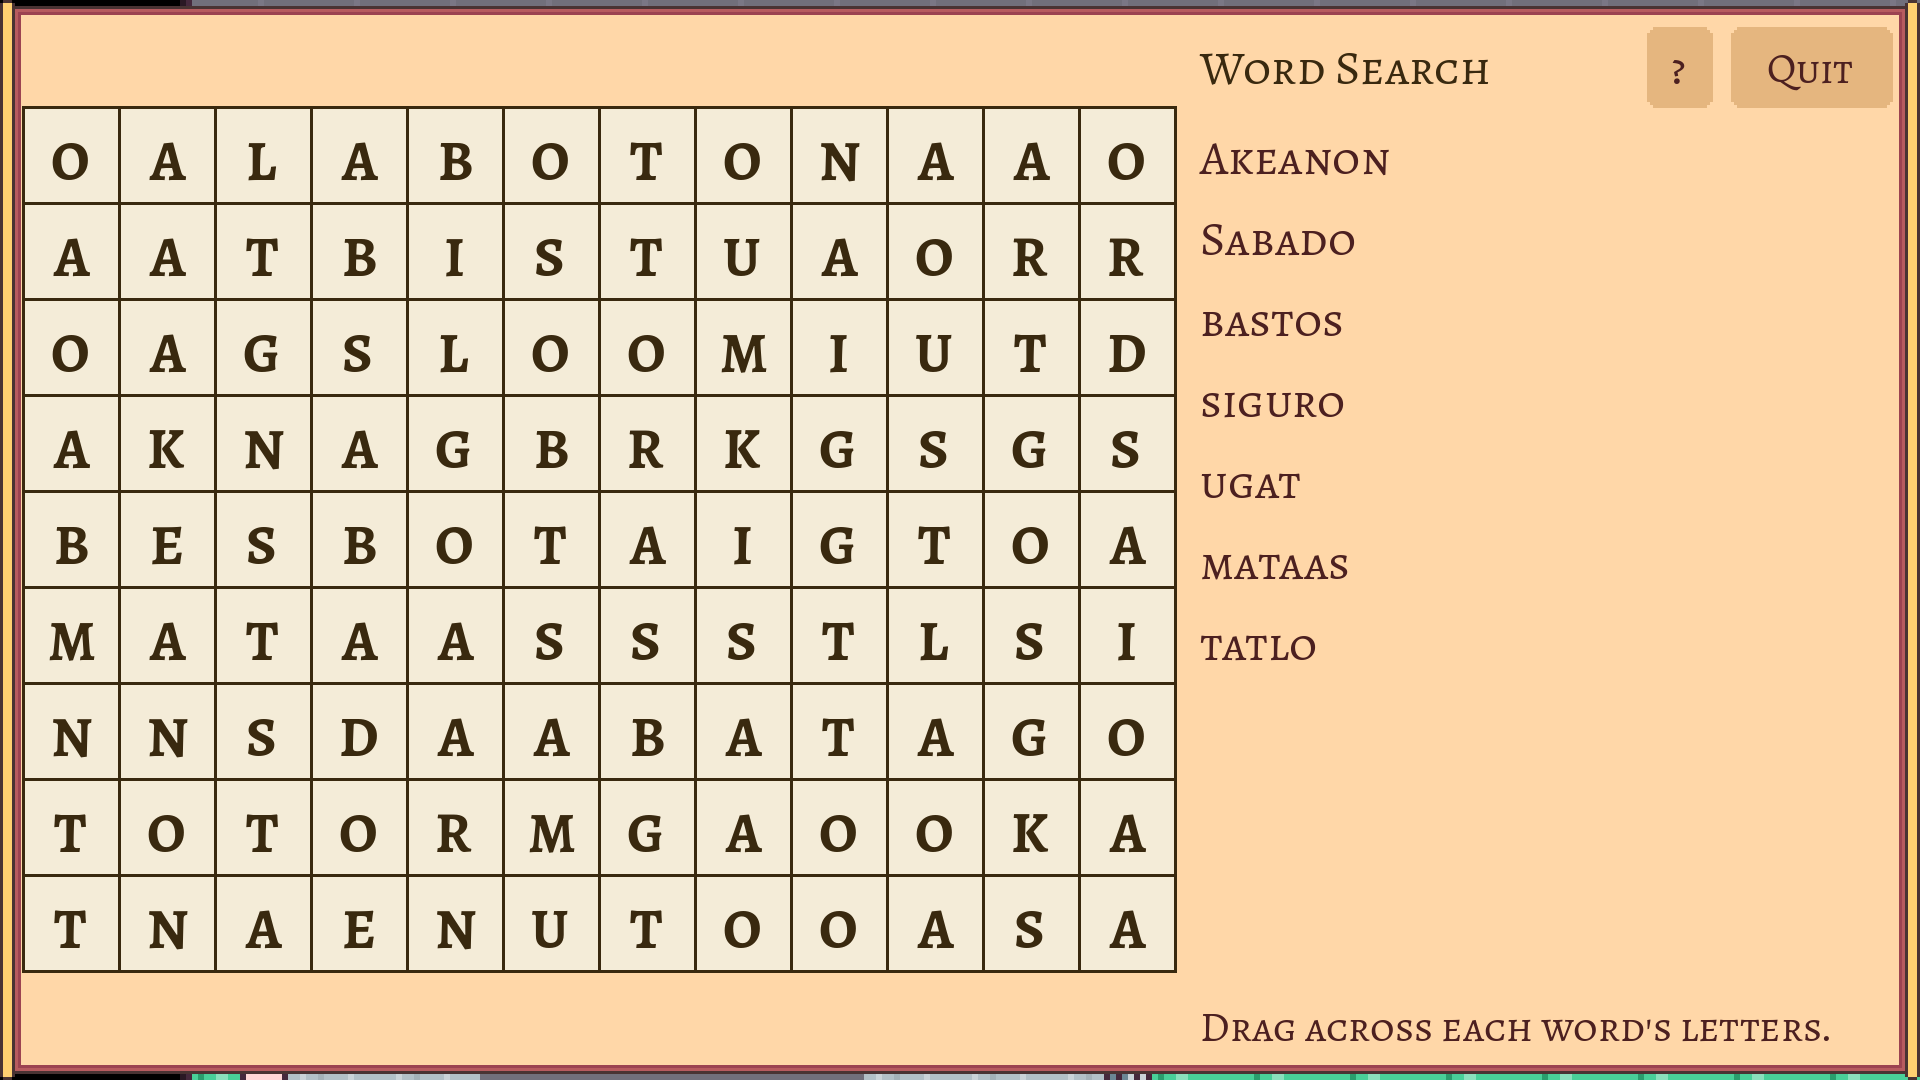 Word Search
?
Quit
O A L A B O T O N A A O
A A T B I S T U A O R R
O A G S L O O M I U T D
A K N A G B R K G S G S
B E S B O T A I G T O A
M A T A A S S S T L S I
N N S D A A B A T A G O
T O T O R M G A O O K A
T N A E N U T O O A S A
Akeanon
Sabado
bastos
siguro
ugat
mataas
tatlo
Drag across each word's letters.